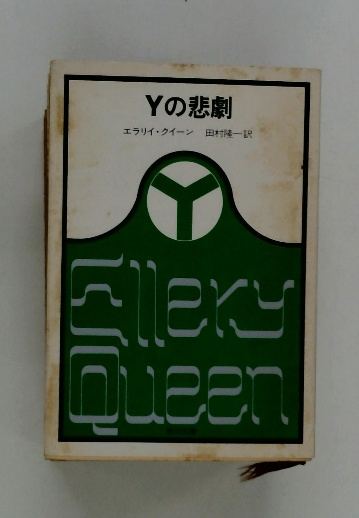 Yの悲劇
エラリイ・クイーン 田村隆一訳
Y
Ellery
Queen